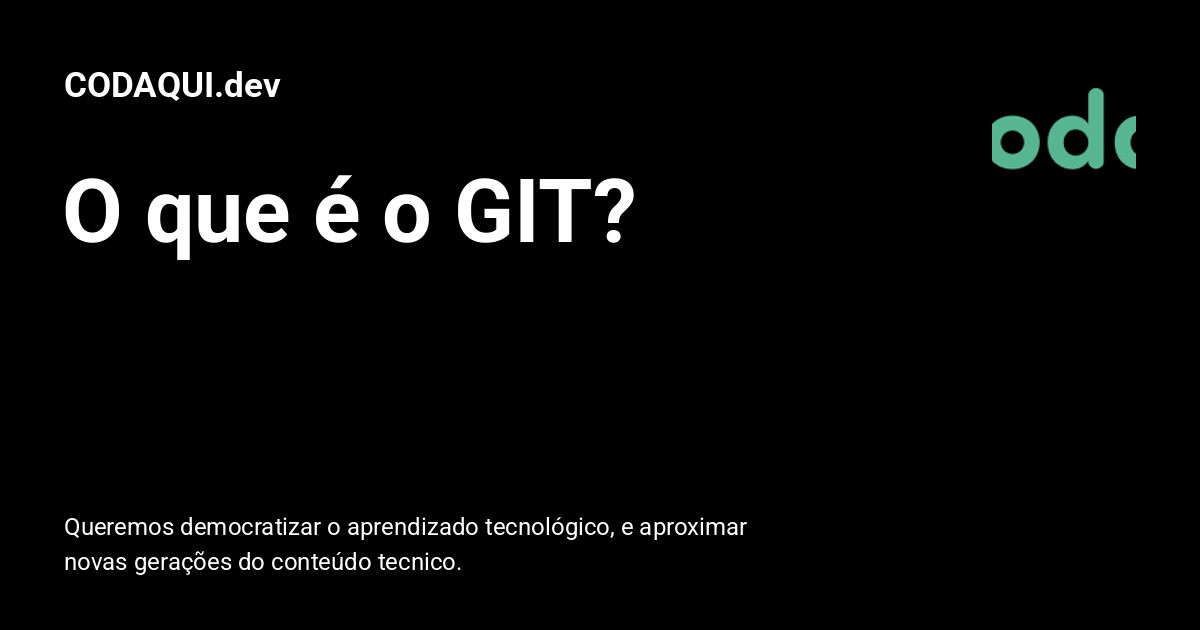 CODAQUI.dev
odc
O que é o GIT?
Queremos democratizar o aprendizado tecnológico, e aproximar
novas gerações do conteúdo tecnico.